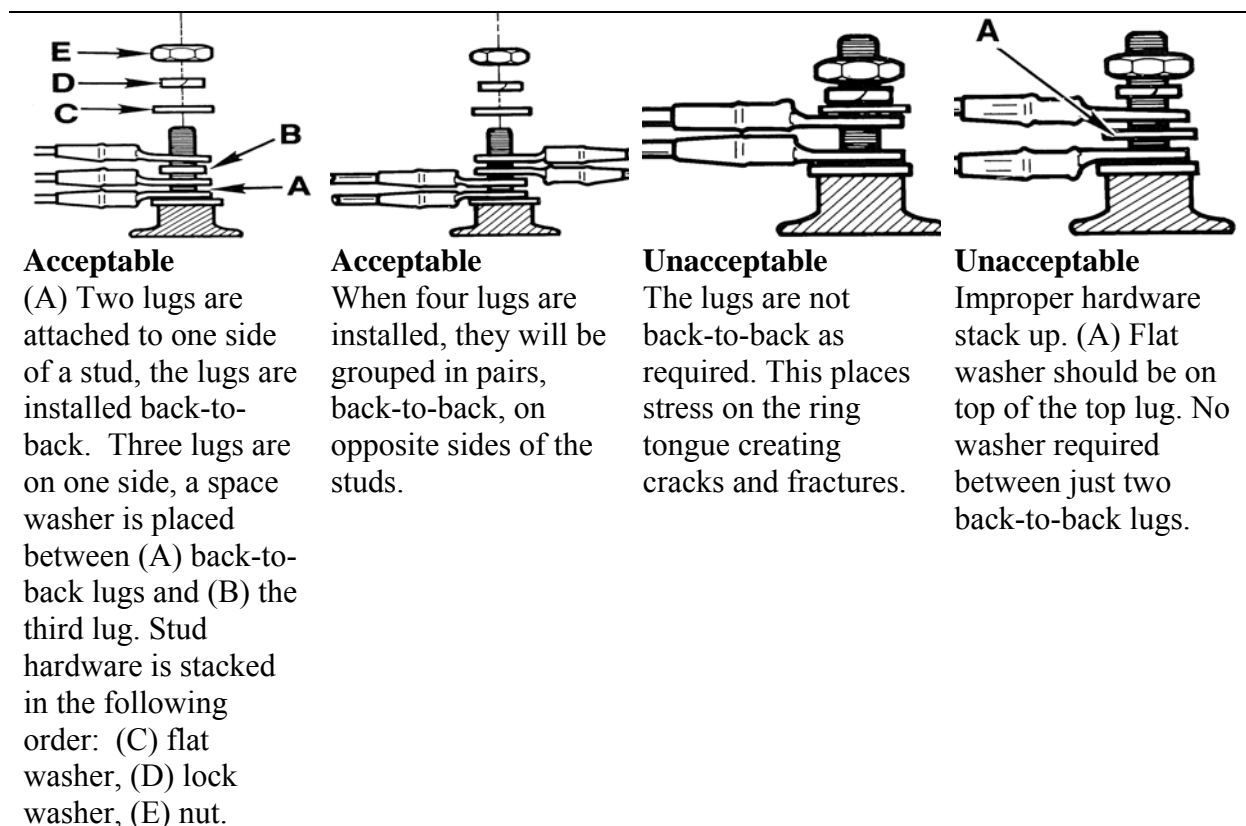 E
D
C
B
A
A
Acceptable
(A) Two lugs are
attached to one side
of a stud, the lugs are
installed back-to-
back.  Three lugs are
on one side, a space
washer is placed
between (A) back-to-
back lugs and (B) the
third lug. Stud
hardware is stacked
in the following
order:  (C) flat
washer, (D) lock
washer, (E) nut.
Acceptable
When four lugs are
installed, they will be
grouped in pairs,
back-to-back, on
opposite sides of the
studs.
Unacceptable
The lugs are not
back-to-back as
required. This places
stress on the ring
tongue creating
cracks and fractures.
Unacceptable
Improper hardware
stack up. (A) Flat
washer should be on
top of the top lug. No
washer required
between just two
back-to-back lugs.